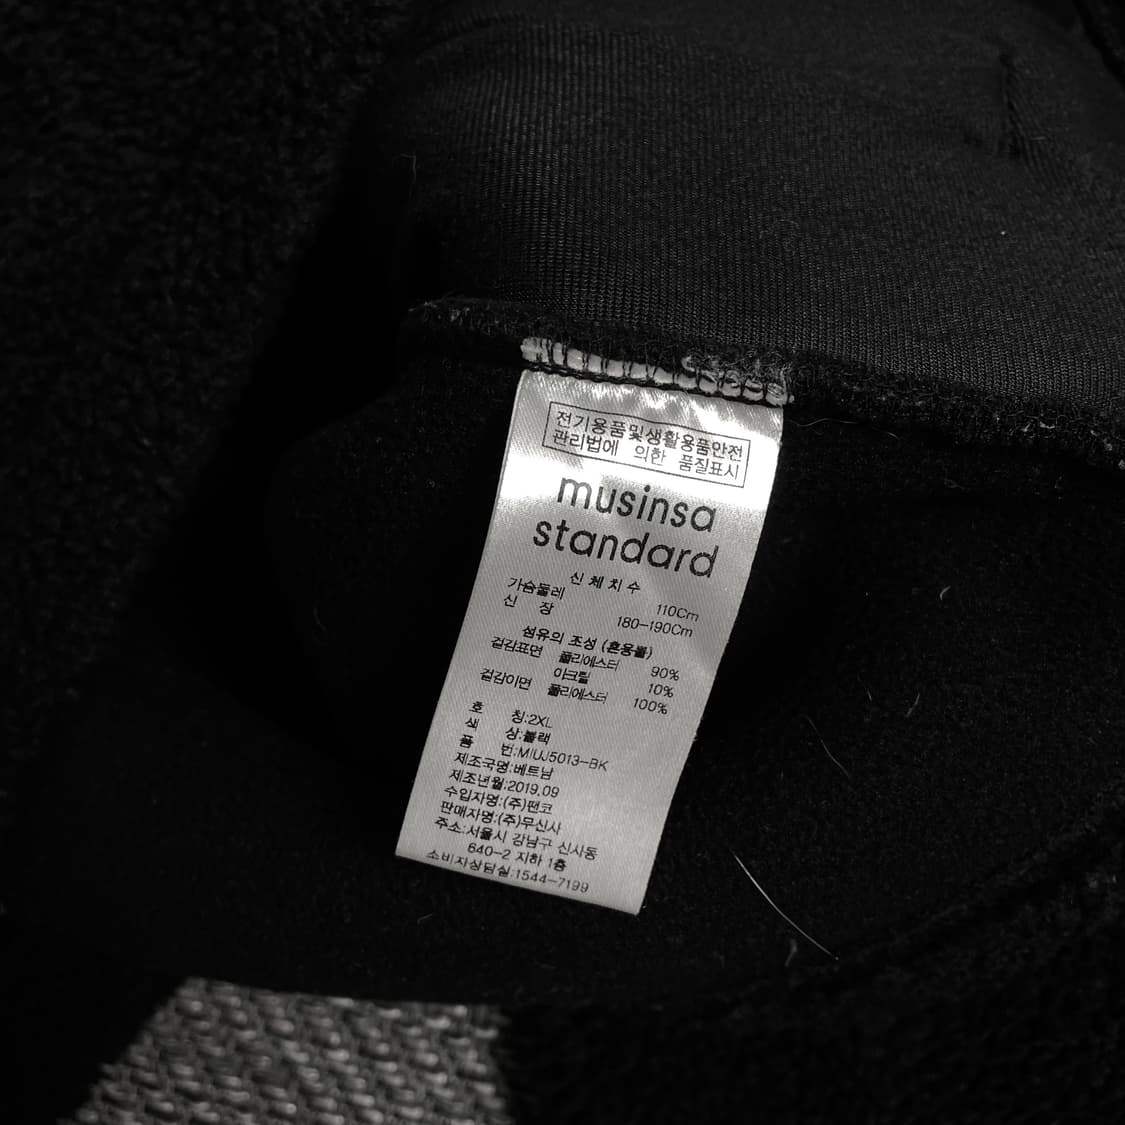 전기용품및생활용품안전
관리법에 의한 품질표시
musinsa
standard
신체치수
가슴둘레 110Cm
신 장 180-190Cm
섬유의 조성 (혼용률)
겉감표면 폴리에스터 90%
아크릴 10%
겉감이면 폴리에스터 100%
호 칭:2XL
색 상:블랙
품 번:MIUJ5013-BK
제조국명:베트남
제조년월:2019.09
수입자명:(주)팬코
판매자명:(주)무신사
주소:서울시 강남구 신사동
640-2 지하 1층
소비자상담실:1544-7199